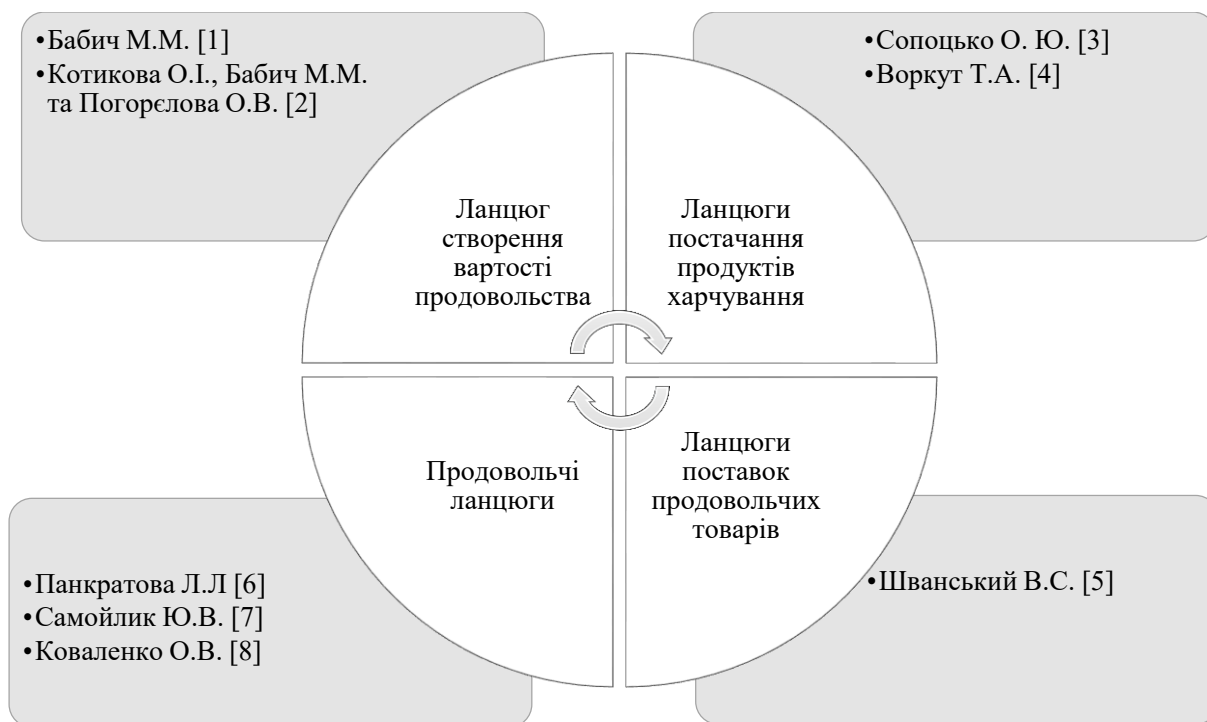 •Бабич М.М. [1]
•Котикова О.І., Бабич М.М.
та Погорєлова О.В. [2]
•Сопоцько О. Ю. [3]
•Воркут Т.А. [4]
Ланцюг
створення
вартості
продовольства
Ланцюги
постачання
продуктів
харчування
Продовольчі
ланцюги
Ланцюги
поставок
продовольчих
товарів
•Панкратова Л.Л [6]
•Самойлик Ю.В. [7]
•Коваленко О.В. [8]
•Шванський В.С. [5]